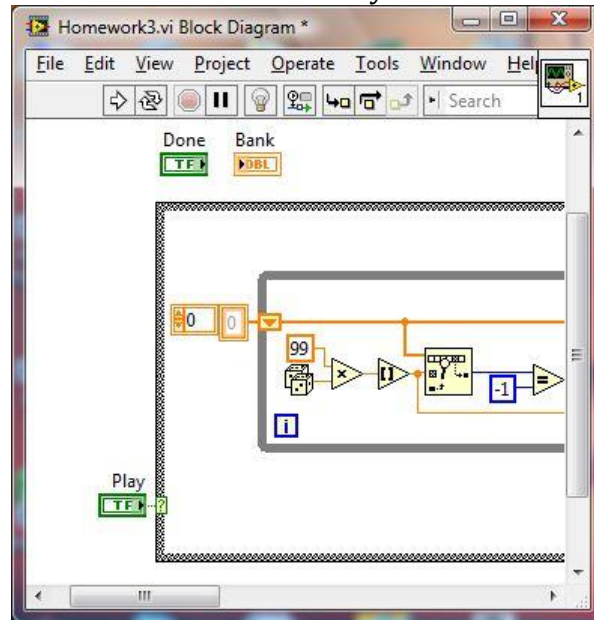 Homework3.vi Block Diagram *
File Edit View Project Operate Tools Window Hel
Search
1
Done Bank
TF DBL
0 0
99
-1 =
i
Play
TF ?